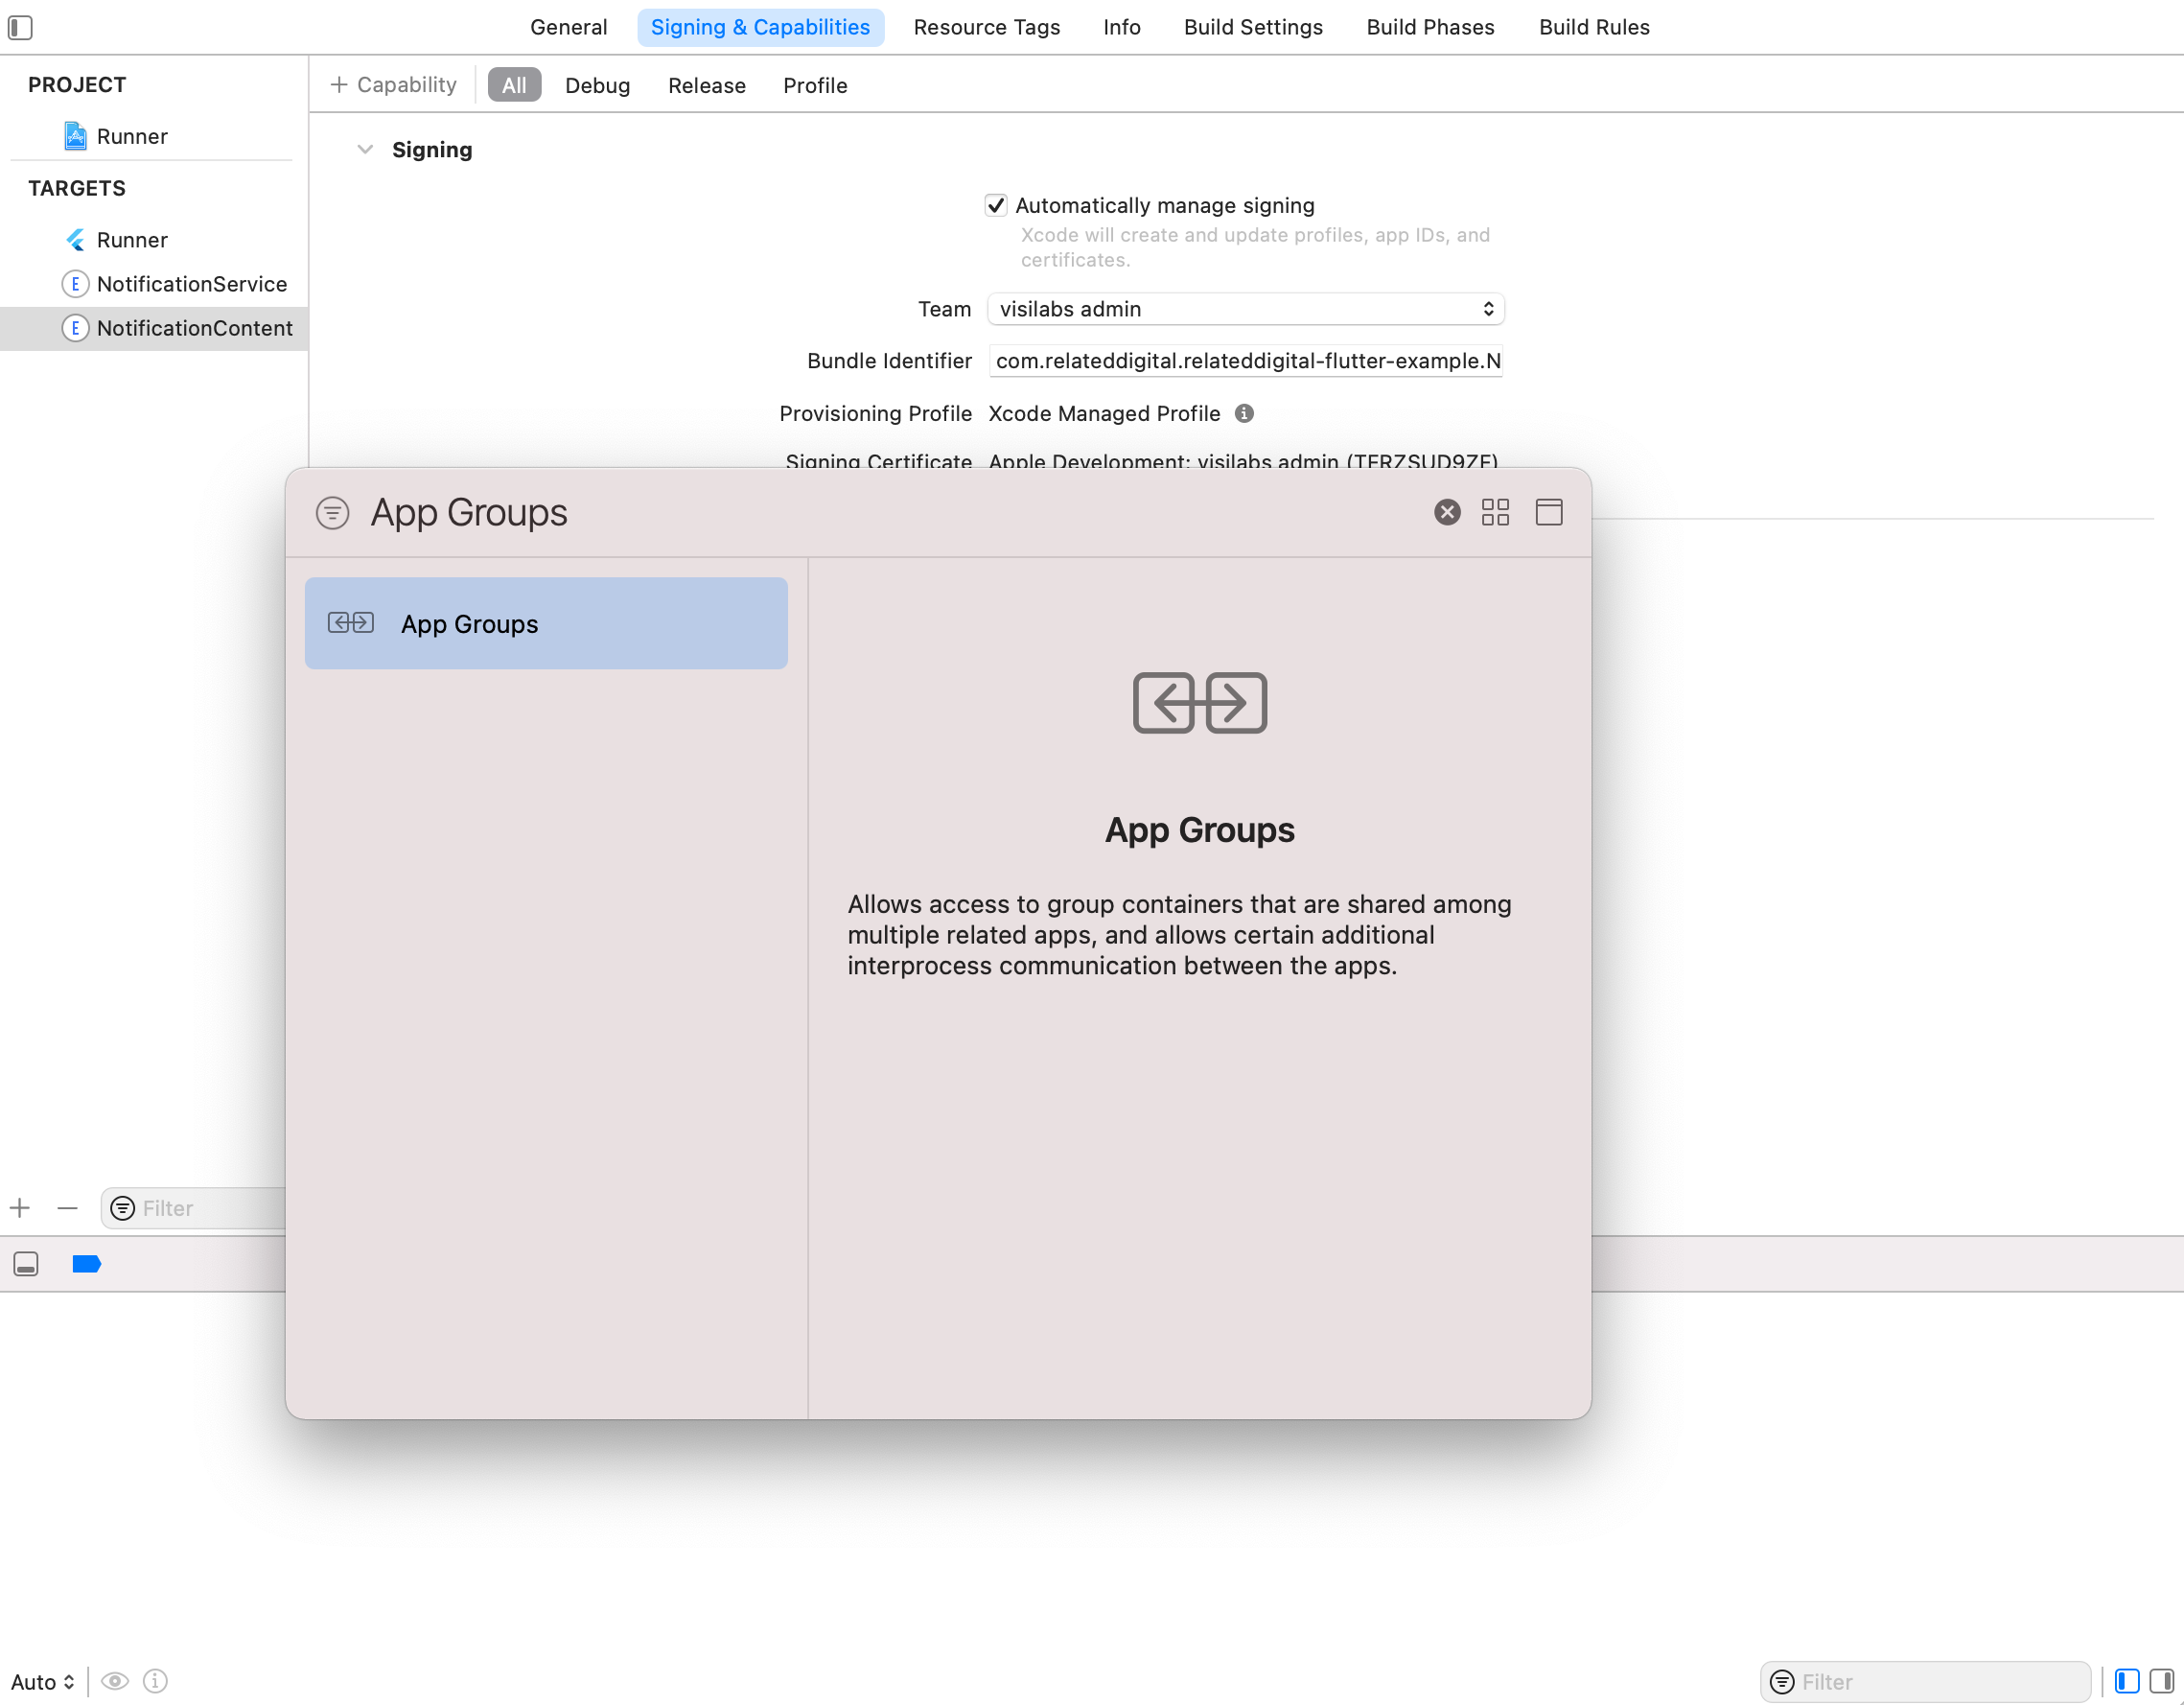 General
Signing & Capabilities
Resource Tags
Info
Build Settings
Build Phases
Build Rules
PROJECT
Runner
TARGETS
Runner
E NotificationService
E NotificationContent
+ Capability
All
Debug
Release
Profile
Signing
Automatically manage signing
Xcode will create and update profiles, app IDs, and
certificates.
Team visilabs admin
Bundle Identifier com.relateddigital.relateddigital-flutter-example.N
Provisioning Profile Xcode Managed Profile
Signing Certificate Apple Development: visilabs admin (TFRZSUD9ZF)
App Groups
App Groups
App Groups
Allows access to group containers that are shared among
multiple related apps, and allows certain additional
interprocess communication between the apps.
Filter
Auto
Filter